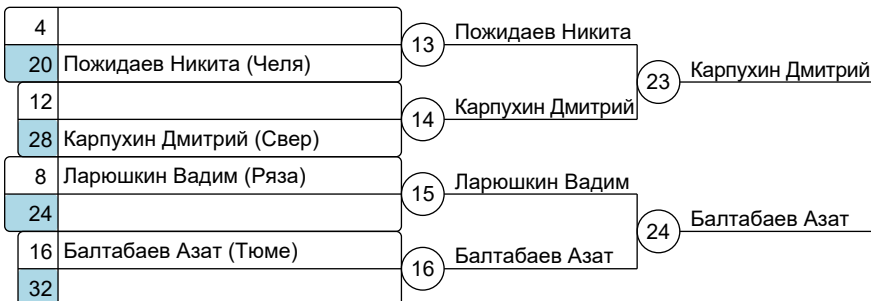 4
13 Пожидаев Никита
20 Пожидаев Никита (Челя)
23 Карпухин Дмитрий
12
14 Карпухин Дмитрий
28 Карпухин Дмитрий (Свер)
8 Ларюшкин Вадим (Ряза)
15 Ларюшкин Вадим
24
24 Балтабаев Азат
16 Балтабаев Азат (Тюме)
16 Балтабаев Азат
32